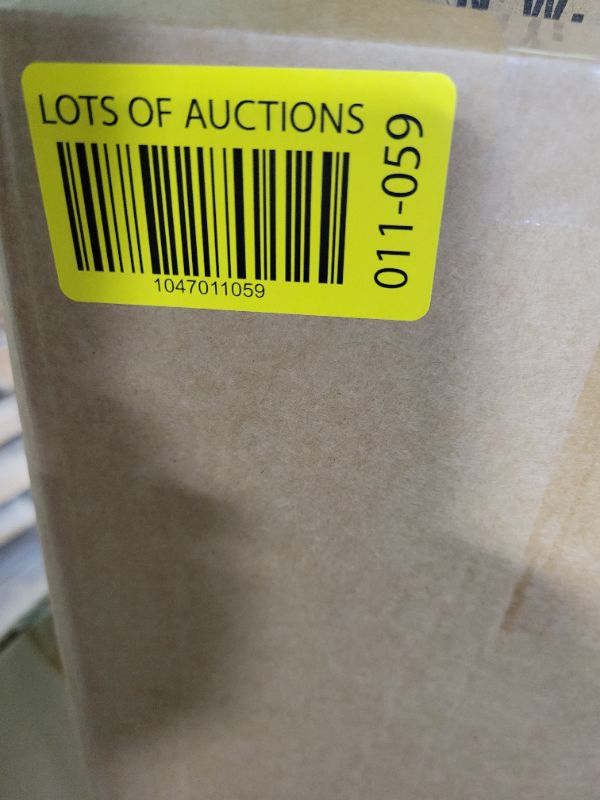 W.
LOTS OF AUCTIONS
011-059
1047011059